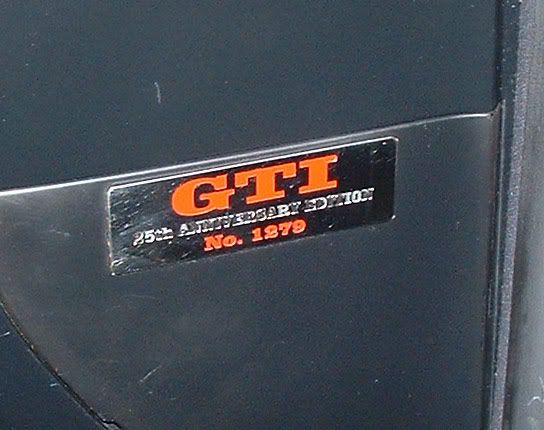 GTI
25th ANNIVERSARY EDITION
No. 1279